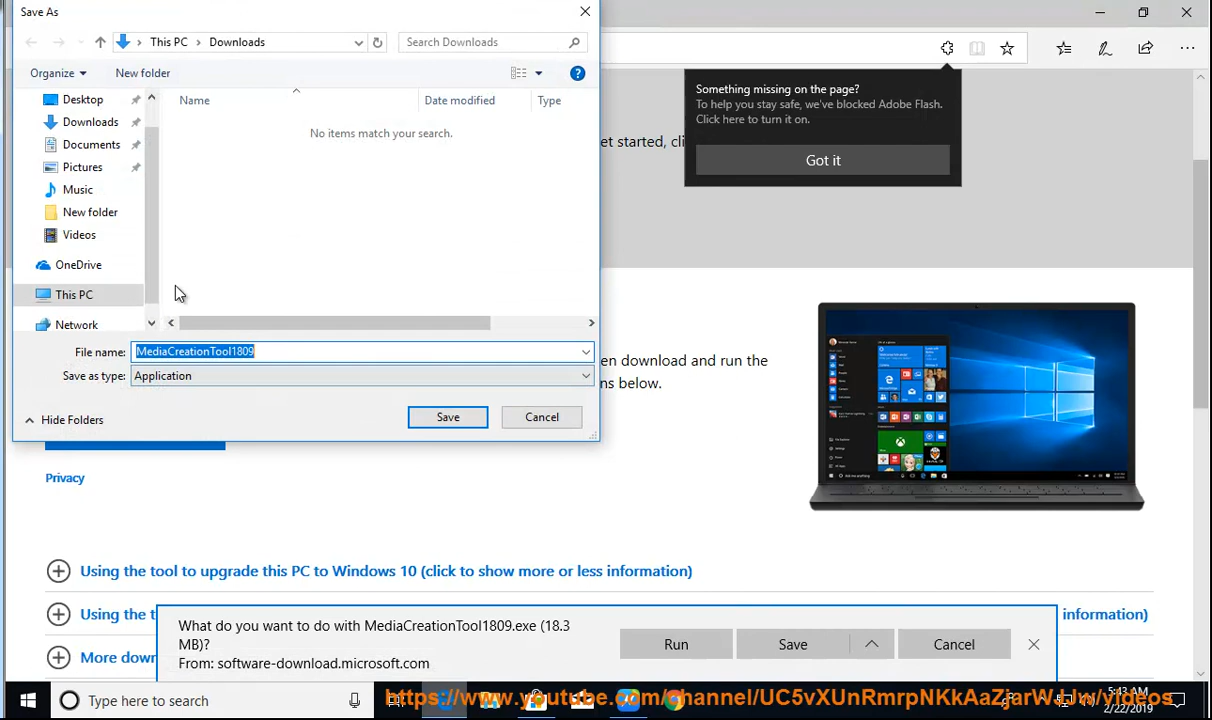 Save As
This PC > Downloads
Search Downloads
Organize
New folder
Name
Date modified
Type
No items match your search.
Desktop
Downloads
Documents
Pictures
Music
New folder
Videos
OneDrive
This PC
Network
File name: MediaCreationTool1809
Save as type: Application
Hide Folders
Save
Cancel
Something missing on the page?
To help you stay safe, we've blocked Adobe Flash.
Click here to turn it on.
Got it
et started, cli
en download and run the
ns below.
Privacy
Using the tool to upgrade this PC to Windows 10 (click to show more or less information)
Using the t
information)
More down
What do you want to do with MediaCreationTool1809.exe (18.3
MB)?
From: software-download.microsoft.com
Run
Save
Cancel
Type here to search
5:43 AM
2/22/2019